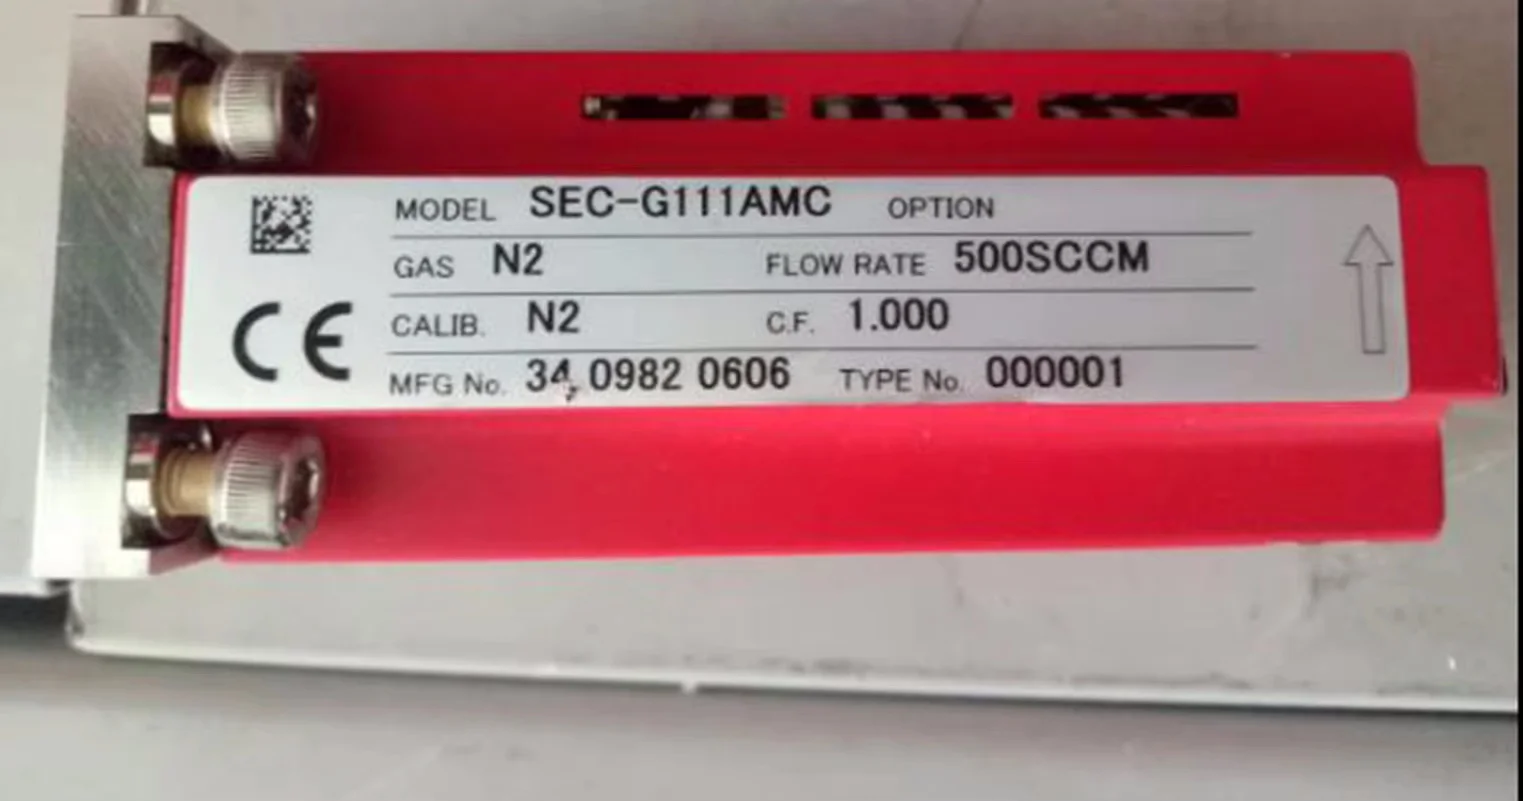 MODEL SEC-G111AMC OPTION
GAS N2 FLOW RATE 500SCCM
CALIB. N2 C.F. 1.000
CE
MFG No. 34 0982 0606 TYPE No. 000001